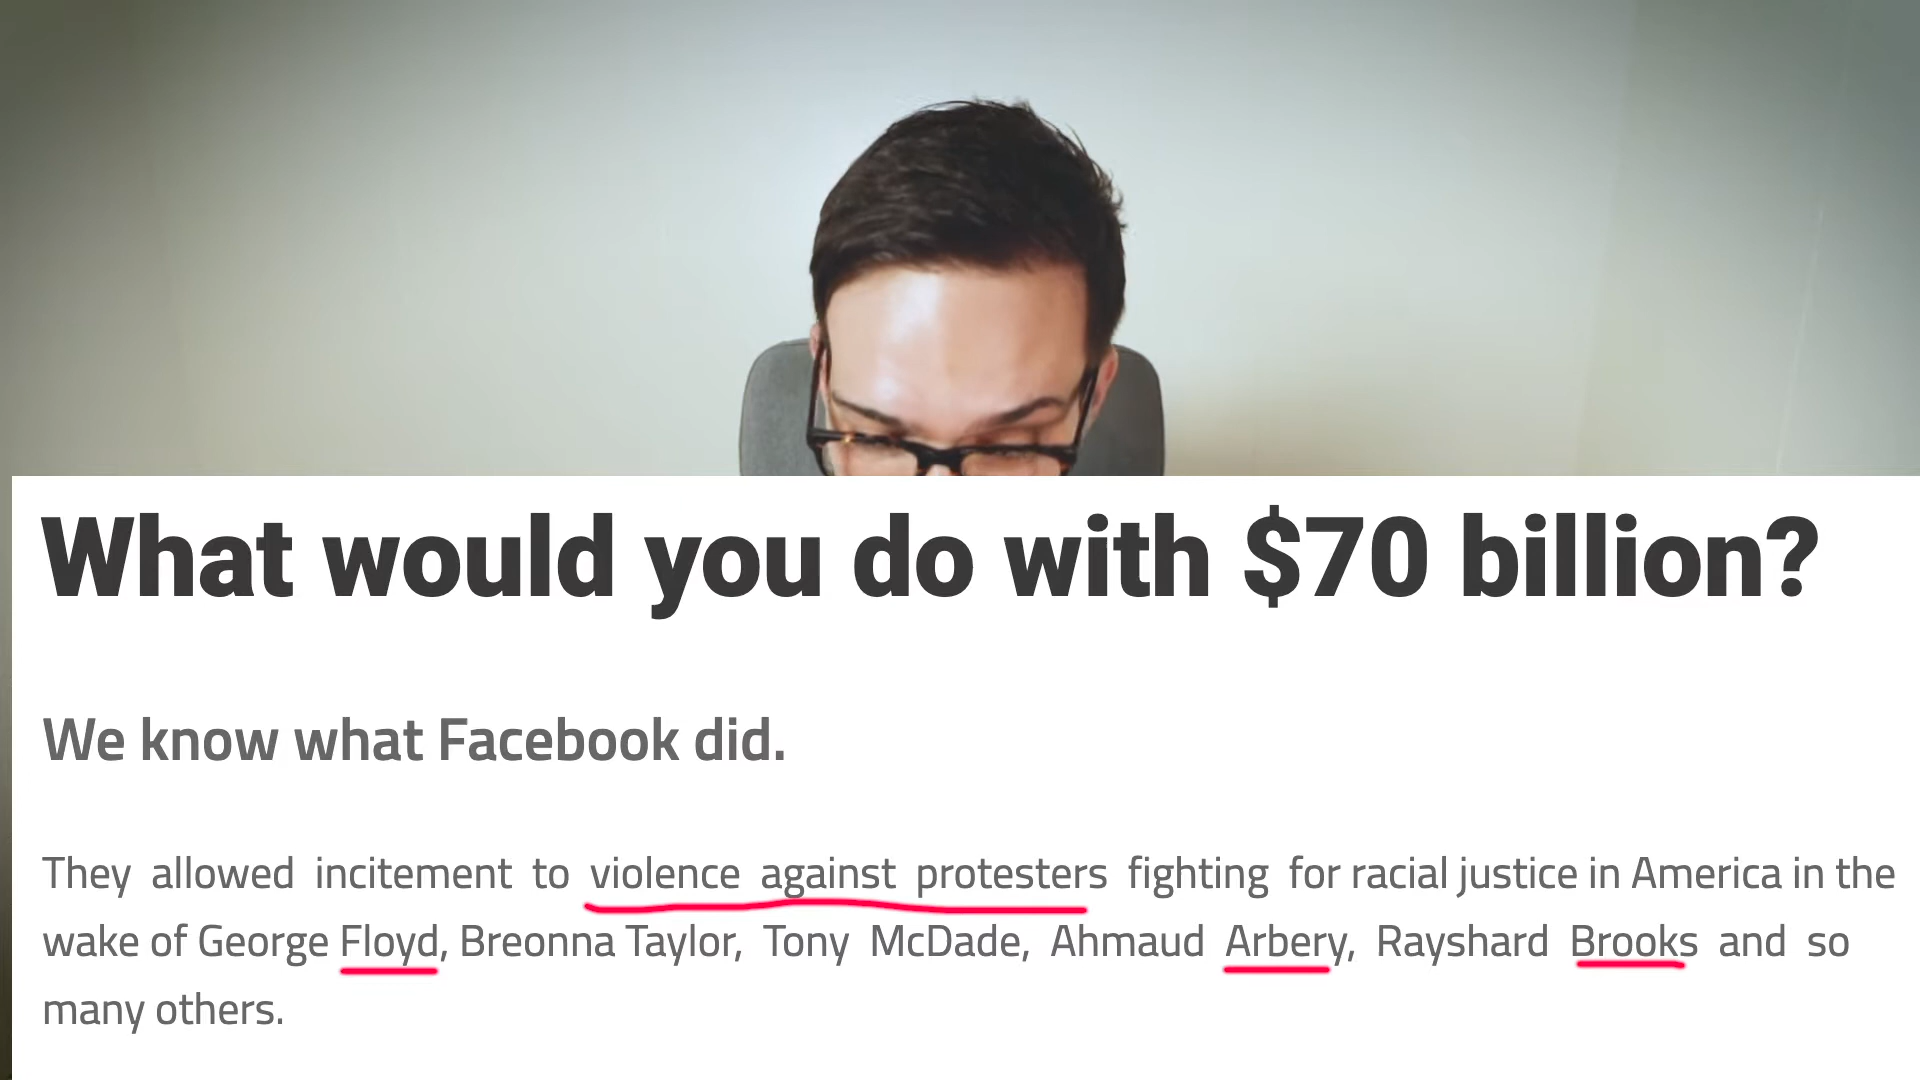 What would you do with $70 billion?
We know what Facebook did.
They allowed incitement to violence against protesters fighting for racial justice in America in the
wake of George Floyd, Breonna Taylor, Tony McDade, Ahmaud Arbery, Rayshard Brooks and so
many others.